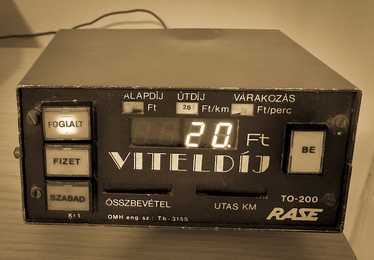 ALAPDÍJ ÚTDÍJ VÁRAKOZÁS
Ft 26 Ft/km Ft/perc
FOGLALT
20. Ft
BE
FIZET
VITELDÍJ
SZABAD
ÖSSZBEVÉTEL UTAS KM
TO-200
OMH eng sz.: Th-3155
RASE